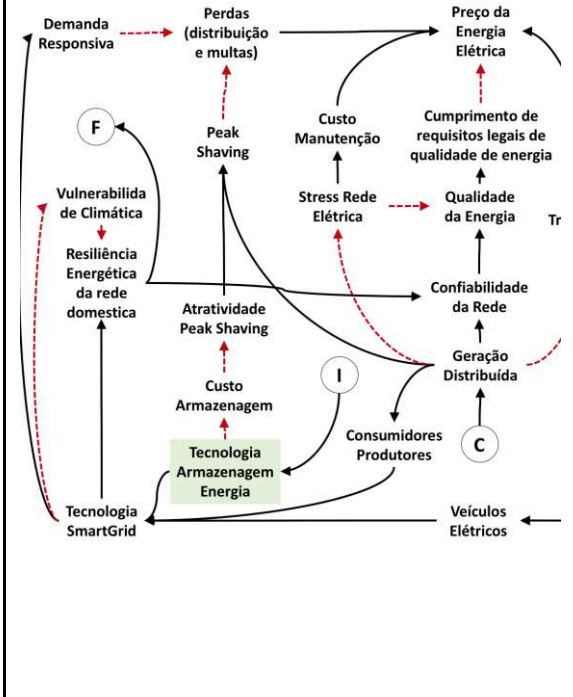 Demanda
Responsiva
Perdas
(distribuição
e multas)
Preço da
Energia
Elétrica
F
Peak
Shaving
Custo
Manutenção
Cumprimento de
requisitos legais de
qualidade de energia
Vulnerabilida
de Climática
Stress Rede
Elétrica
Qualidade
da Energia
Tr
Resiliência
Energética
da rede
domestica
Atratividade
Peak Shaving
Confiabilidade
da Rede
I
Geração
Distribuída
Custo
Armazenagem
Consumidores
Produtores
C
Tecnologia
Armazenagem
Energia
Tecnologia
SmartGrid
Veículos
Elétricos